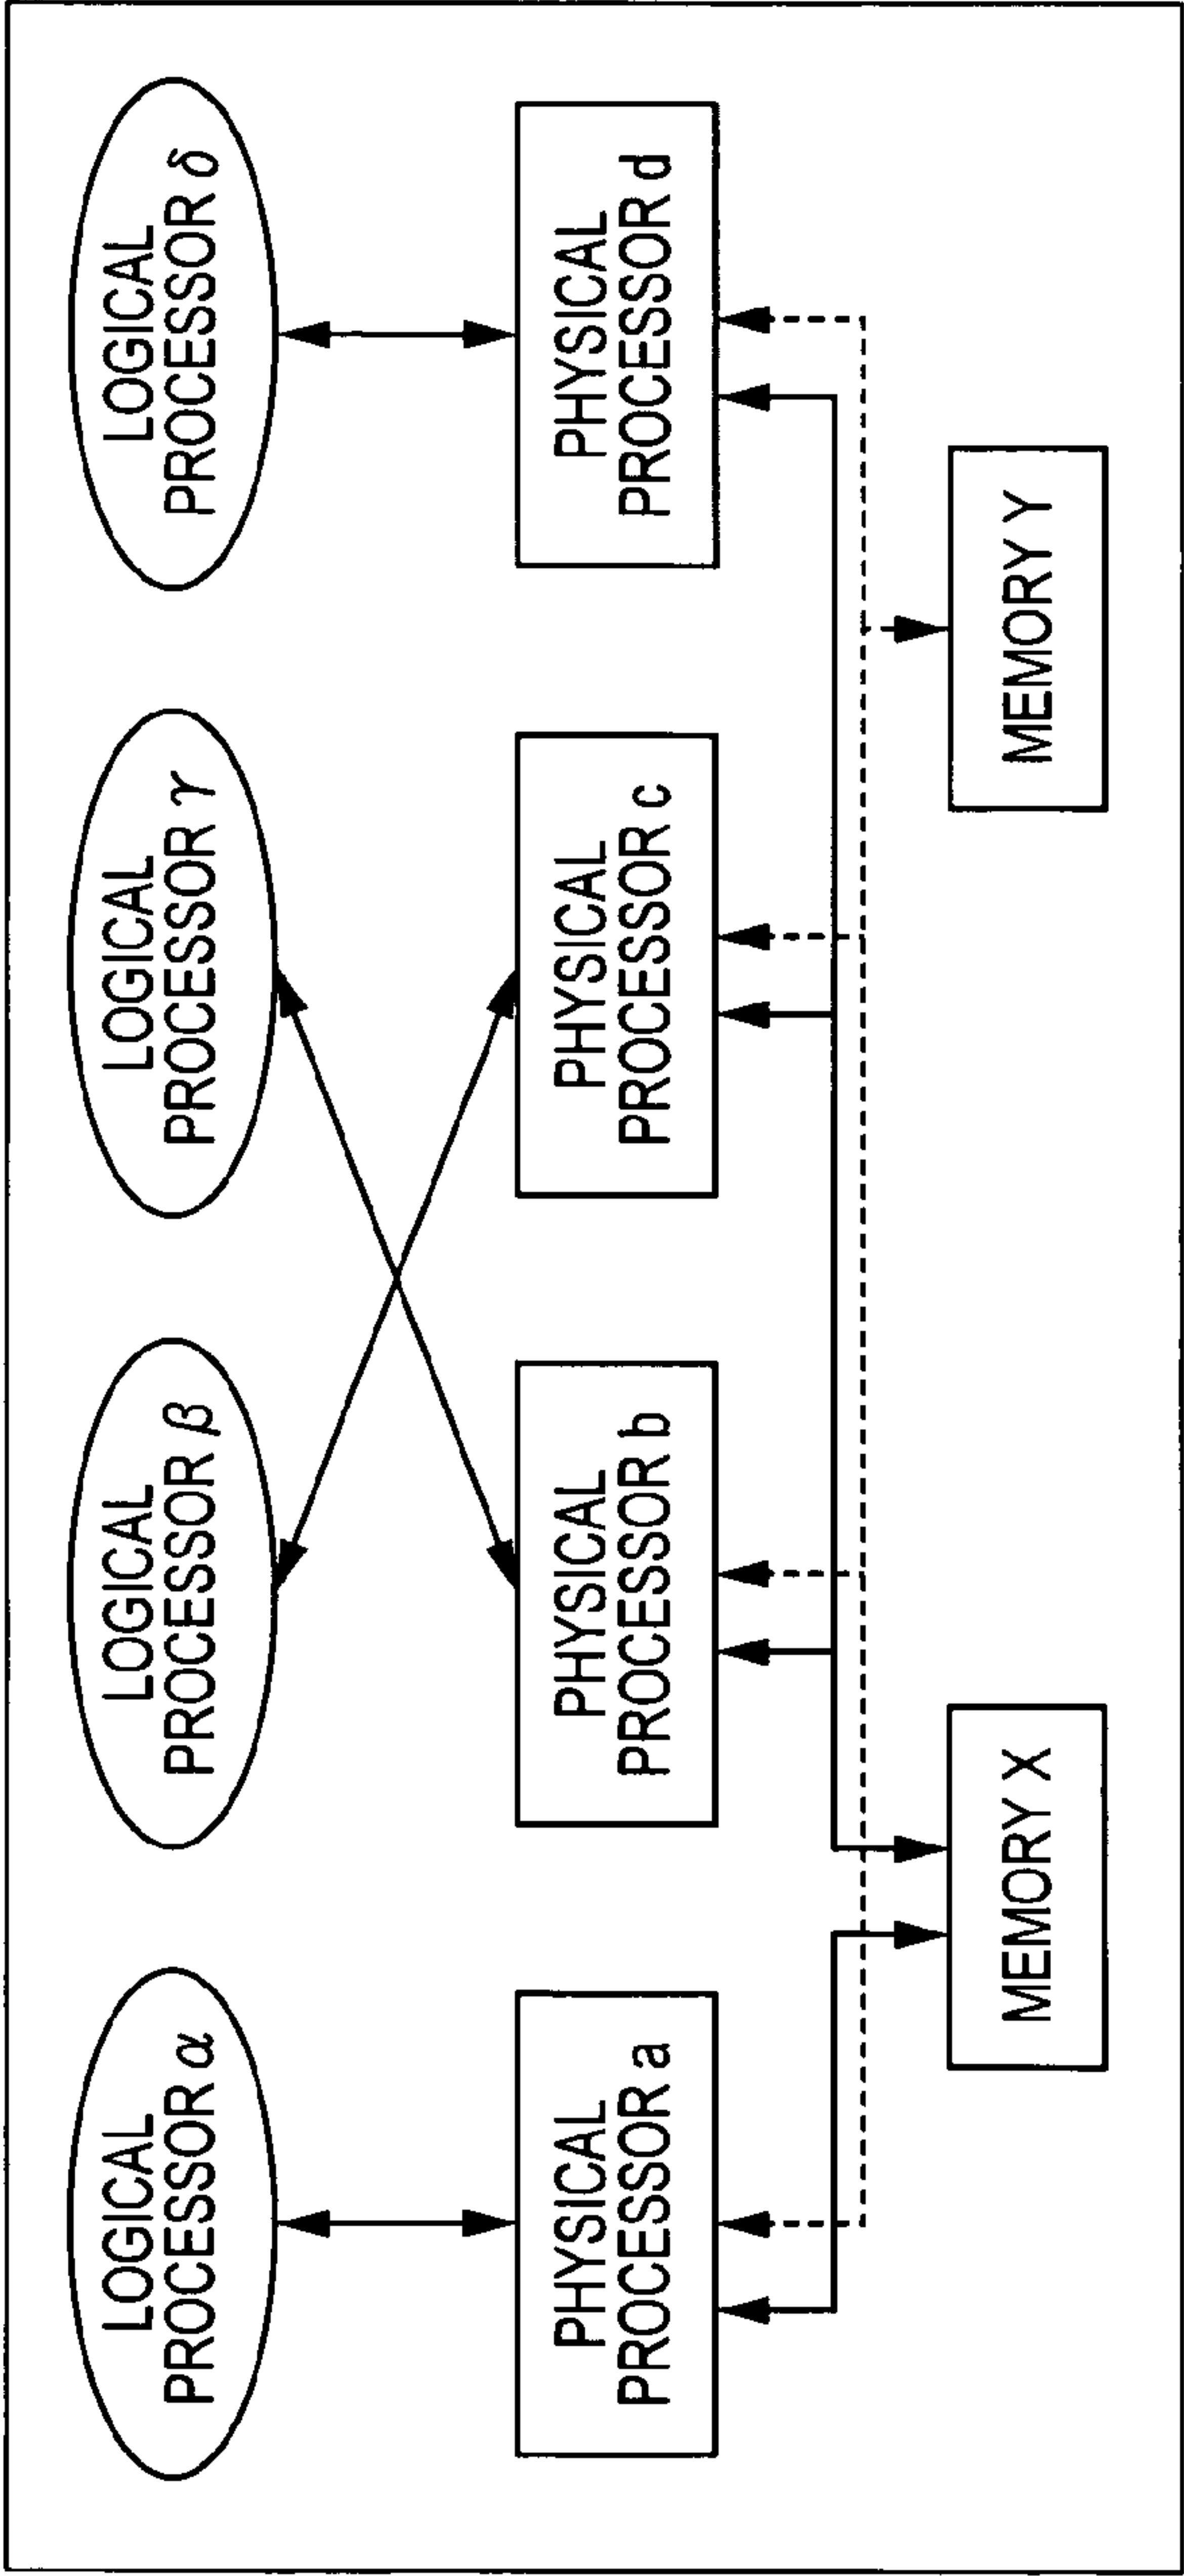 LOGICAL
PROCESSOR α
LOGICAL
PROCESSOR β
LOGICAL
PROCESSOR γ
LOGICAL
PROCESSOR δ
PHYSICAL
PROCESSOR a
PHYSICAL
PROCESSOR b
PHYSICAL
PROCESSOR c
PHYSICAL
PROCESSOR d
MEMORY X
MEMORY Y